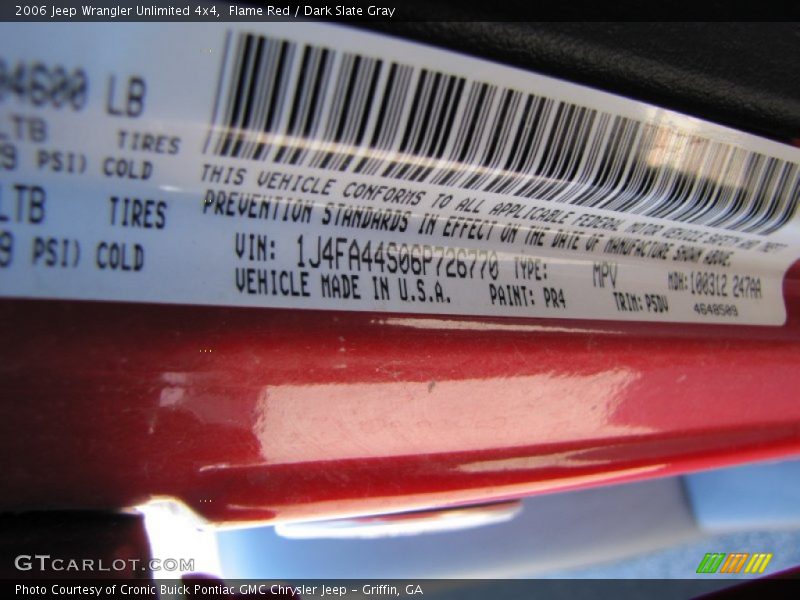 2006 Jeep Wrangler Unlimited 4x4,  Flame Red / Dark Slate Gray
04600 LB
LTB TIRES
9 PSI) COLD
LTB TIRES
9 PSI) COLD
THIS VEHICLE CONFORMS TO ALL APPLICABLE FEDERAL MOTOR VEHICLE SAFETY AND THEFT
PREVENTION STANDARDS IN EFFECT ON THE DATE OF MANUFACTURE SHOWN ABOVE.
VIN: 1J4FA44S06P726770 TYPE: MPV MDH: 100312 247AA
VEHICLE MADE IN U.S.A. PAINT: PR4 TRIM: P5DV 4648509
GTCARLOT.COM
Photo Courtesy of Cronic Buick Pontiac GMC Chrysler Jeep – Griffin, GA